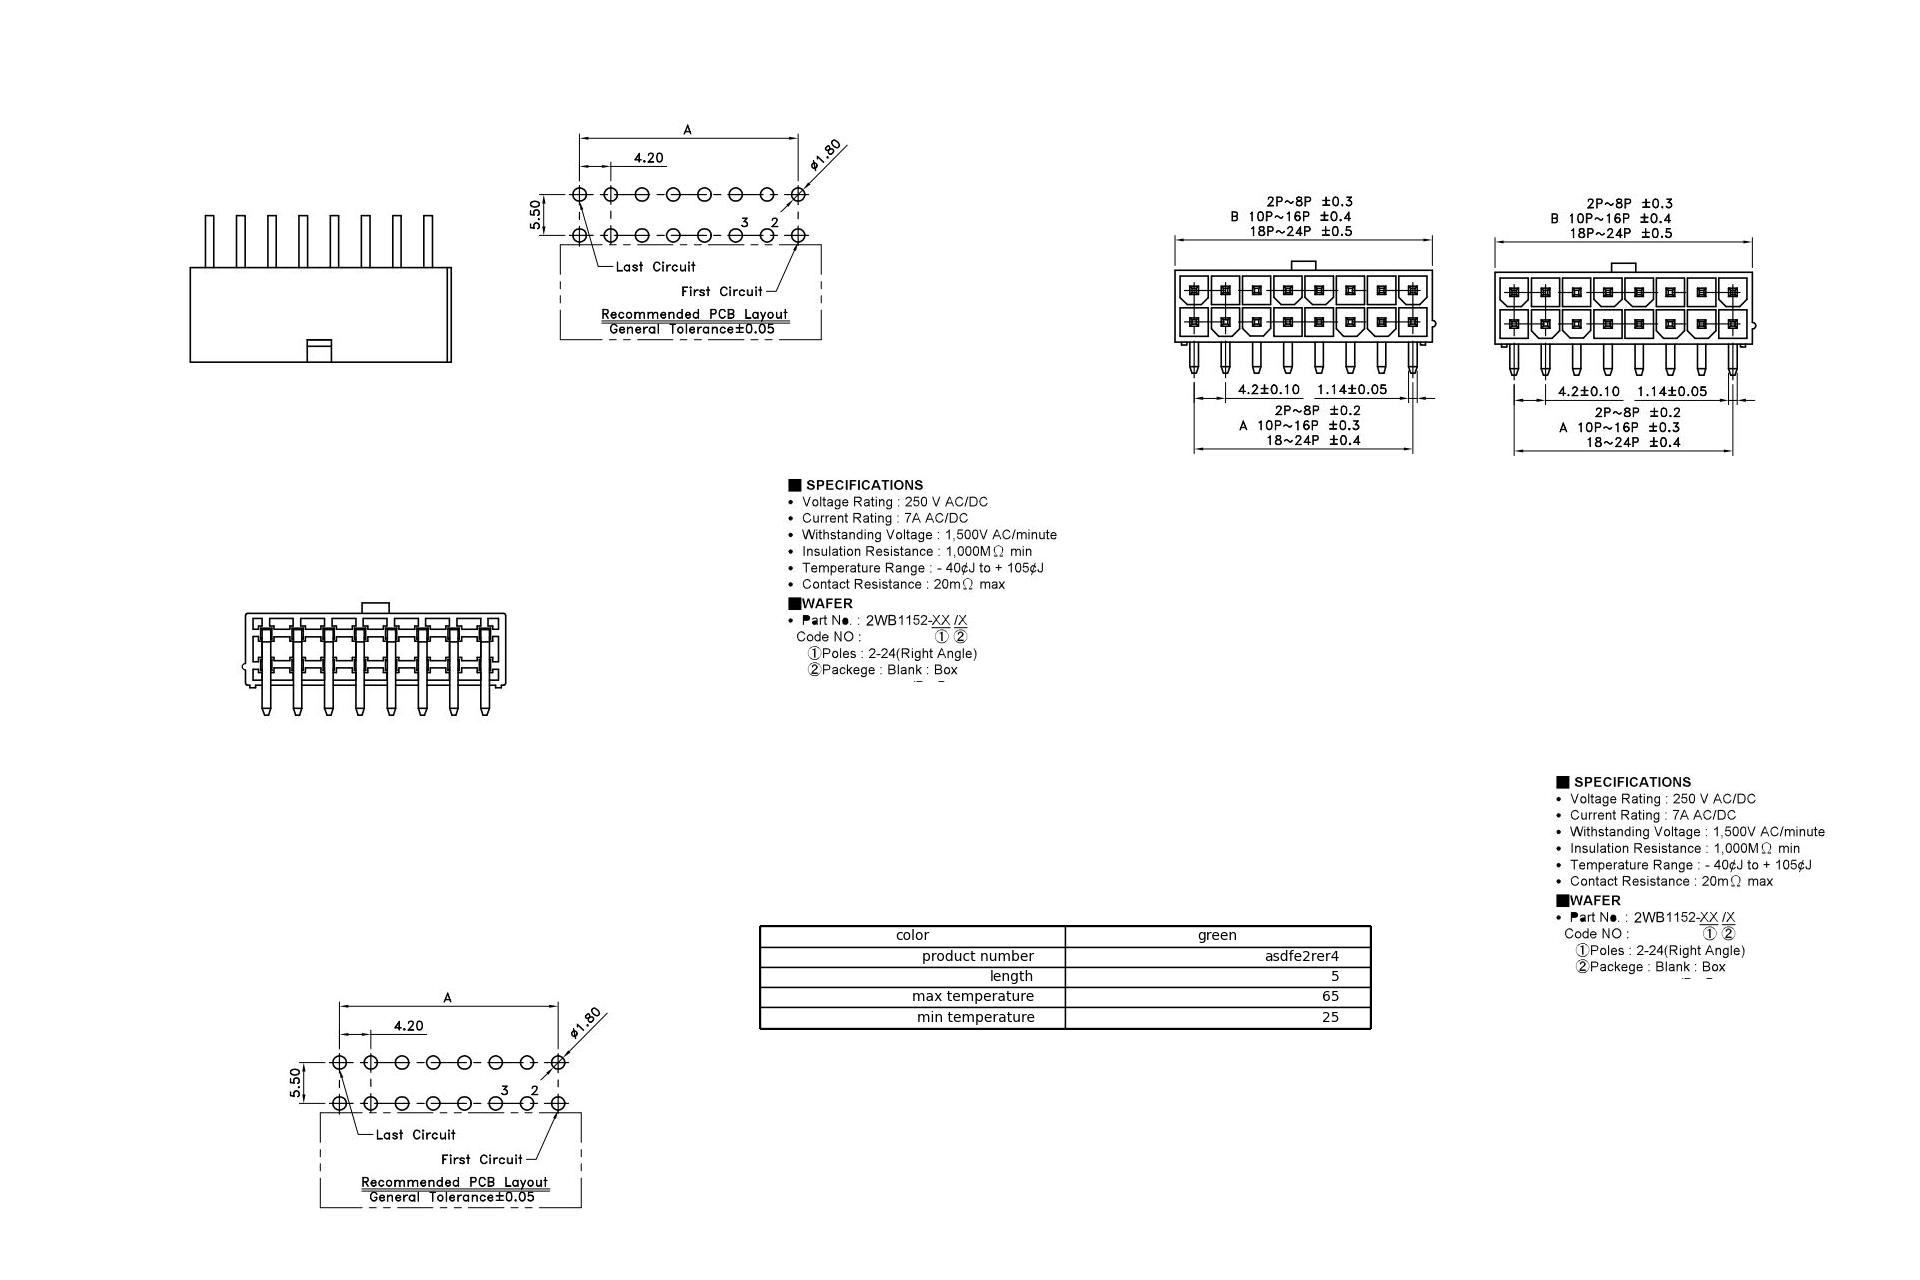 A
4.20
ø1.80
5.50
3 2
Last Circuit
First Circuit
Recommended PCB Layout
General Tolerance±0.05
2P~8P ±0.3
B 10P~16P ±0.4
18P~24P ±0.5
4.2±0.10 1.14±0.05
2P~8P ±0.2
A 10P~16P ±0.3
18~24P ±0.4
2P~8P ±0.3
B 10P~16P ±0.4
18P~24P ±0.5
4.2±0.10 1.14±0.05
2P~8P ±0.2
A 10P~16P ±0.3
18~24P ±0.4
■ SPECIFICATIONS
• Voltage Rating : 250 V AC/DC
• Current Rating : 7A AC/DC
• Withstanding Voltage : 1,500V AC/minute
• Insulation Resistance : 1,000MΩ min
• Temperature Range : - 40¢J to + 105¢J
• Contact Resistance : 20mΩ max
■WAFER
• Part No. : 2WB1152-XX /X
Code NO : ① ②
①Poles : 2-24(Right Angle)
②Packege : Blank : Box
■ SPECIFICATIONS
• Voltage Rating : 250 V AC/DC
• Current Rating : 7A AC/DC
• Withstanding Voltage : 1,500V AC/minute
• Insulation Resistance : 1,000MΩ min
• Temperature Range : - 40¢J to + 105¢J
• Contact Resistance : 20mΩ max
■WAFER
• Part No. : 2WB1152-XX /X
Code NO : ① ②
①Poles : 2-24(Right Angle)
②Packege : Blank : Box
color green
product number asdfe2rer4
length 5
max temperature 65
min temperature 25
A
4.20
ø1.80
5.50
3 2
Last Circuit
First Circuit
Recommended PCB Layout
General Tolerance±0.05